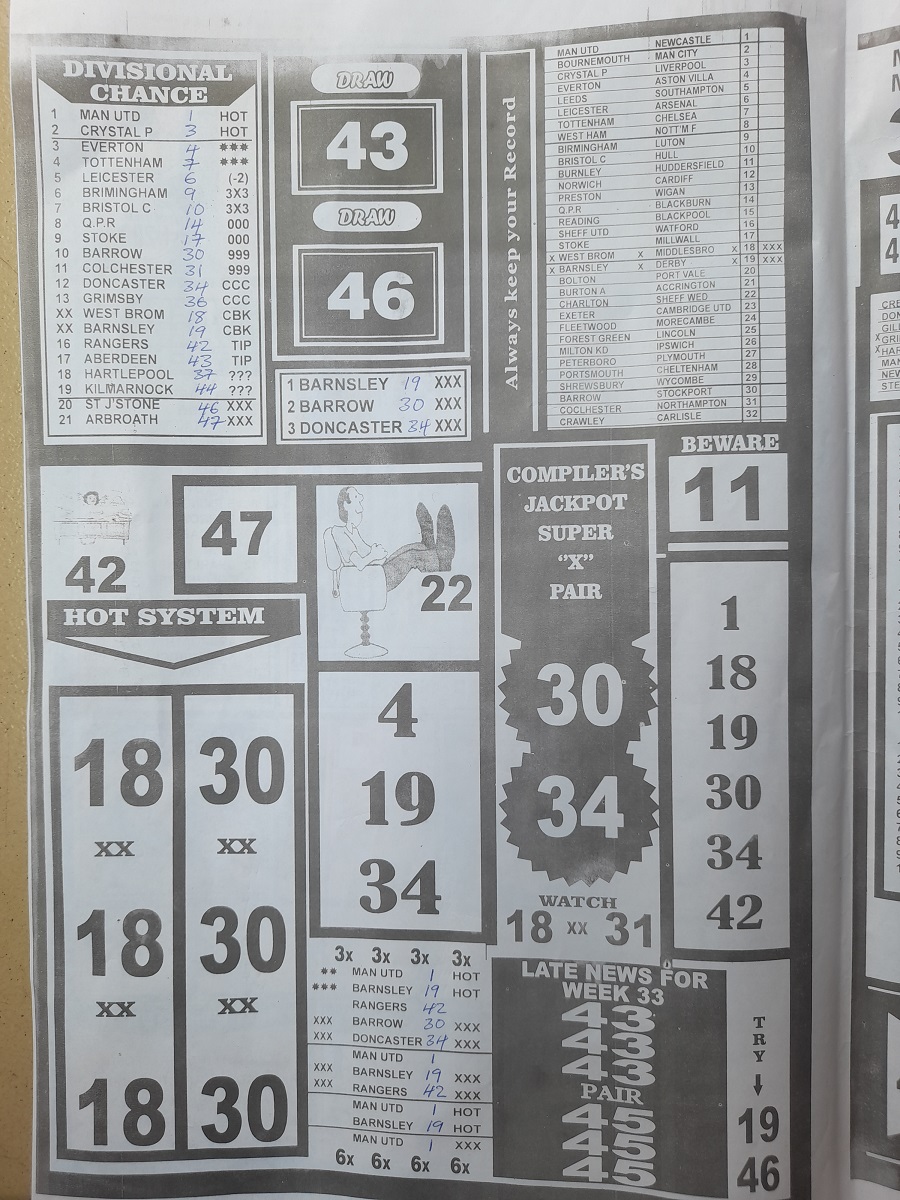 DIVISIONAL
CHANCE
1 MAN UTD 1 HOT
2 CRYSTAL P 3 HOT
3 EVERTON 4 ***
4 TOTTENHAM 7 ***
5 LEICESTER 6 (-2)
6 BRIMINGHAM 9 3X3
7 BRISTOL C 10 3X3
8 Q.P.R 14 000
9 STOKE 17 000
10 BARROW 30 999
11 COLCHESTER 31 999
12 DONCASTER 34 CCC
13 GRIMSBY 36 CCC
XX WEST BROM 18 CBK
XX BARNSLEY 19 CBK
16 RANGERS 42 TIP
17 ABERDEEN 43 TIP
18 HARTLEPOOL 37 ???
19 KILMARNOCK 44 ???
20 ST J'STONE 46 XXX
21 ARBROATH 47 XXX
DRAW
43
DRAW
46
1 BARNSLEY 19 XXX
2 BARROW 30 XXX
3 DONCASTER 34 XXX
Always keep your Record
MAN UTD NEWCASTLE 1
BOURNEMOUTH MAN CITY 2
CRYSTAL P LIVERPOOL 3
EVERTON ASTON VILLA 4
LEEDS SOUTHAMPTON 5
LEICESTER ARSENAL 6
TOTTENHAM CHELSEA 7
WEST HAM NOTT'M F 8
BIRMINGHAM LUTON 9
BRISTOL C HULL 10
BURNLEY HUDDERSFIELD 11
NORWICH CARDIFF 12
PRESTON WIGAN 13
Q.P.R BLACKBURN 14
READING BLACKPOOL 15
SHEFF UTD WATFORD 16
STOKE MILLWALL 17
X WEST BROM X MIDDLESBRO X 18 XXX
X BARNSLEY X DERBY X 19 XXX
BOLTON PORT VALE 20
BURTON A ACCRINGTON 21
CHARLTON SHEFF WED 22
EXETER CAMBRIDGE UTD 23
FLEETWOOD MORECAMBE 24
FOREST GREEN LINCOLN 25
MILTON KD IPSWICH 26
PETERBORO PLYMOUTH 27
PORTSMOUTH CHELTENHAM 28
SHREWSBURY WYCOMBE 29
BARROW STOCKPORT 30
COCLCHESTER NORTHAMPTON 31
CRAWLEY CARLISLE 32
42
47
22
HOT SYSTEM
18 30
XX XX
18 30
XX XX
18 30
4
19
34
3x 3x 3x 3x
** MAN UTD 1 HOT
*** BARNSLEY 19 HOT
RANGERS 42
XXX BARROW 30 XXX
XXX DONCASTER 34 XXX
MAN UTD 1
XXX BARNSLEY 19 XXX
XXX RANGERS 42 XXX
MAN UTD 1 HOT
BARNSLEY 19 HOT
MAN UTD 1 XXX
6x 6x 6x 6x
COMPILER'S
JACKPOT
SUPER
"X"
PAIR
30
34
WATCH
18 XX 31
BEWARE
11
1
18
19
30
34
42
LATE NEWS FOR
WEEK 33
43
43
43
PAIR
45
45
45
TRY
19
46